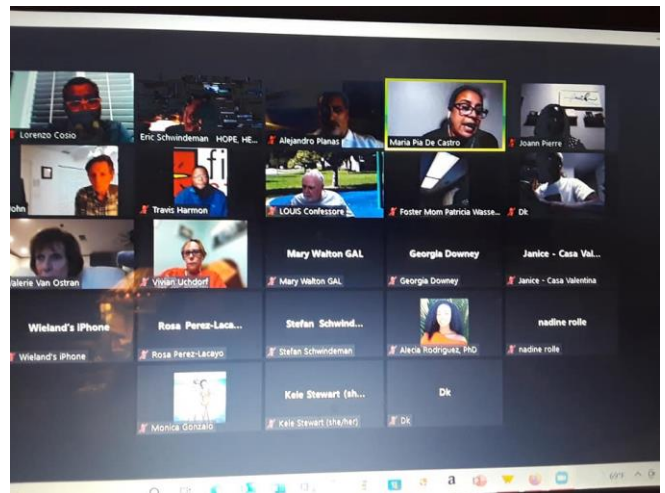 Lorenzo Cosio
Eric Schwindeman HOPE, HE...
Alejandro Planas
Maria Pia De Castro
Joann Pierre
John
Travis Harmon
LOUIS Confessore
Foster Mom Patricia Wasse...
Dk
Valerie Van Ostran
Vivian Uchdorf
Mary Walton GAL
Mary Walton GAL
Georgia Downey
Georgia Downey
Janice - Casa Val...
Janice - Casa Valentina
Wieland's iPhone
Wieland's iPhone
Rosa Perez-Laca...
Rosa Perez-Lacayo
Stefan Schwind...
Stefan Schwindeman
Alecia Rodriguez, PhD
nadine rolle
nadine rolle
Monica Gonzalo
Kele Stewart (sh...
Kele Stewart (she/her)
Dk
Dk
a
69°F